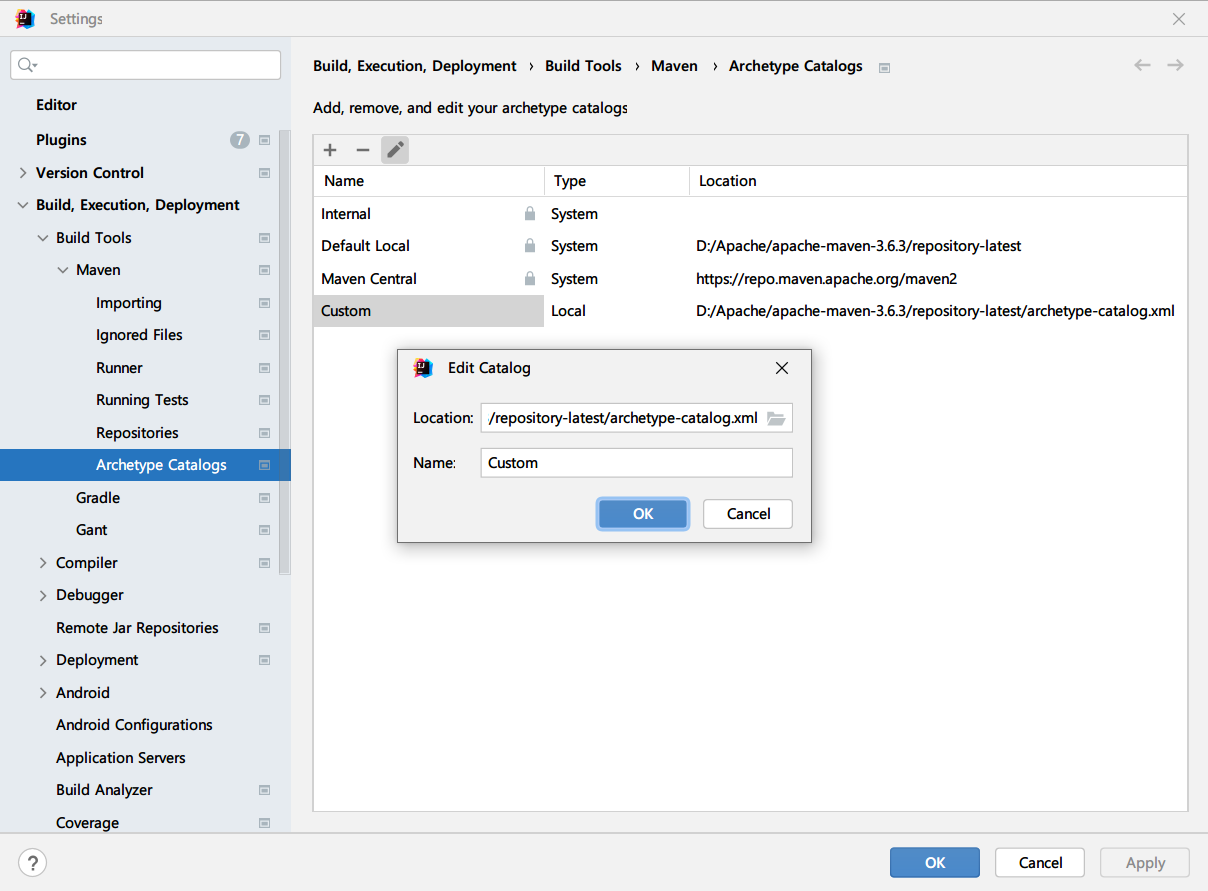 Settings
Editor
Plugins 7
Version Control
Build, Execution, Deployment
Build Tools
Maven
Importing
Ignored Files
Runner
Running Tests
Repositories
Archetype Catalogs
Gradle
Gant
Compiler
Debugger
Remote Jar Repositories
Deployment
Android
Android Configurations
Application Servers
Build Analyzer
Coverage
Build, Execution, Deployment › Build Tools › Maven › Archetype Catalogs
Add, remove, and edit your archetype catalogs
Name Type Location
Internal System
Default Local System D:/Apache/apache-maven-3.6.3/repository-latest
Maven Central System https://repo.maven.apache.org/maven2
Custom Local D:/Apache/apache-maven-3.6.3/repository-latest/archetype-catalog.xml
IJ Edit Catalog
Location: /repository-latest/archetype-catalog.xml
Name: Custom
OK Cancel
? OK Cancel Apply